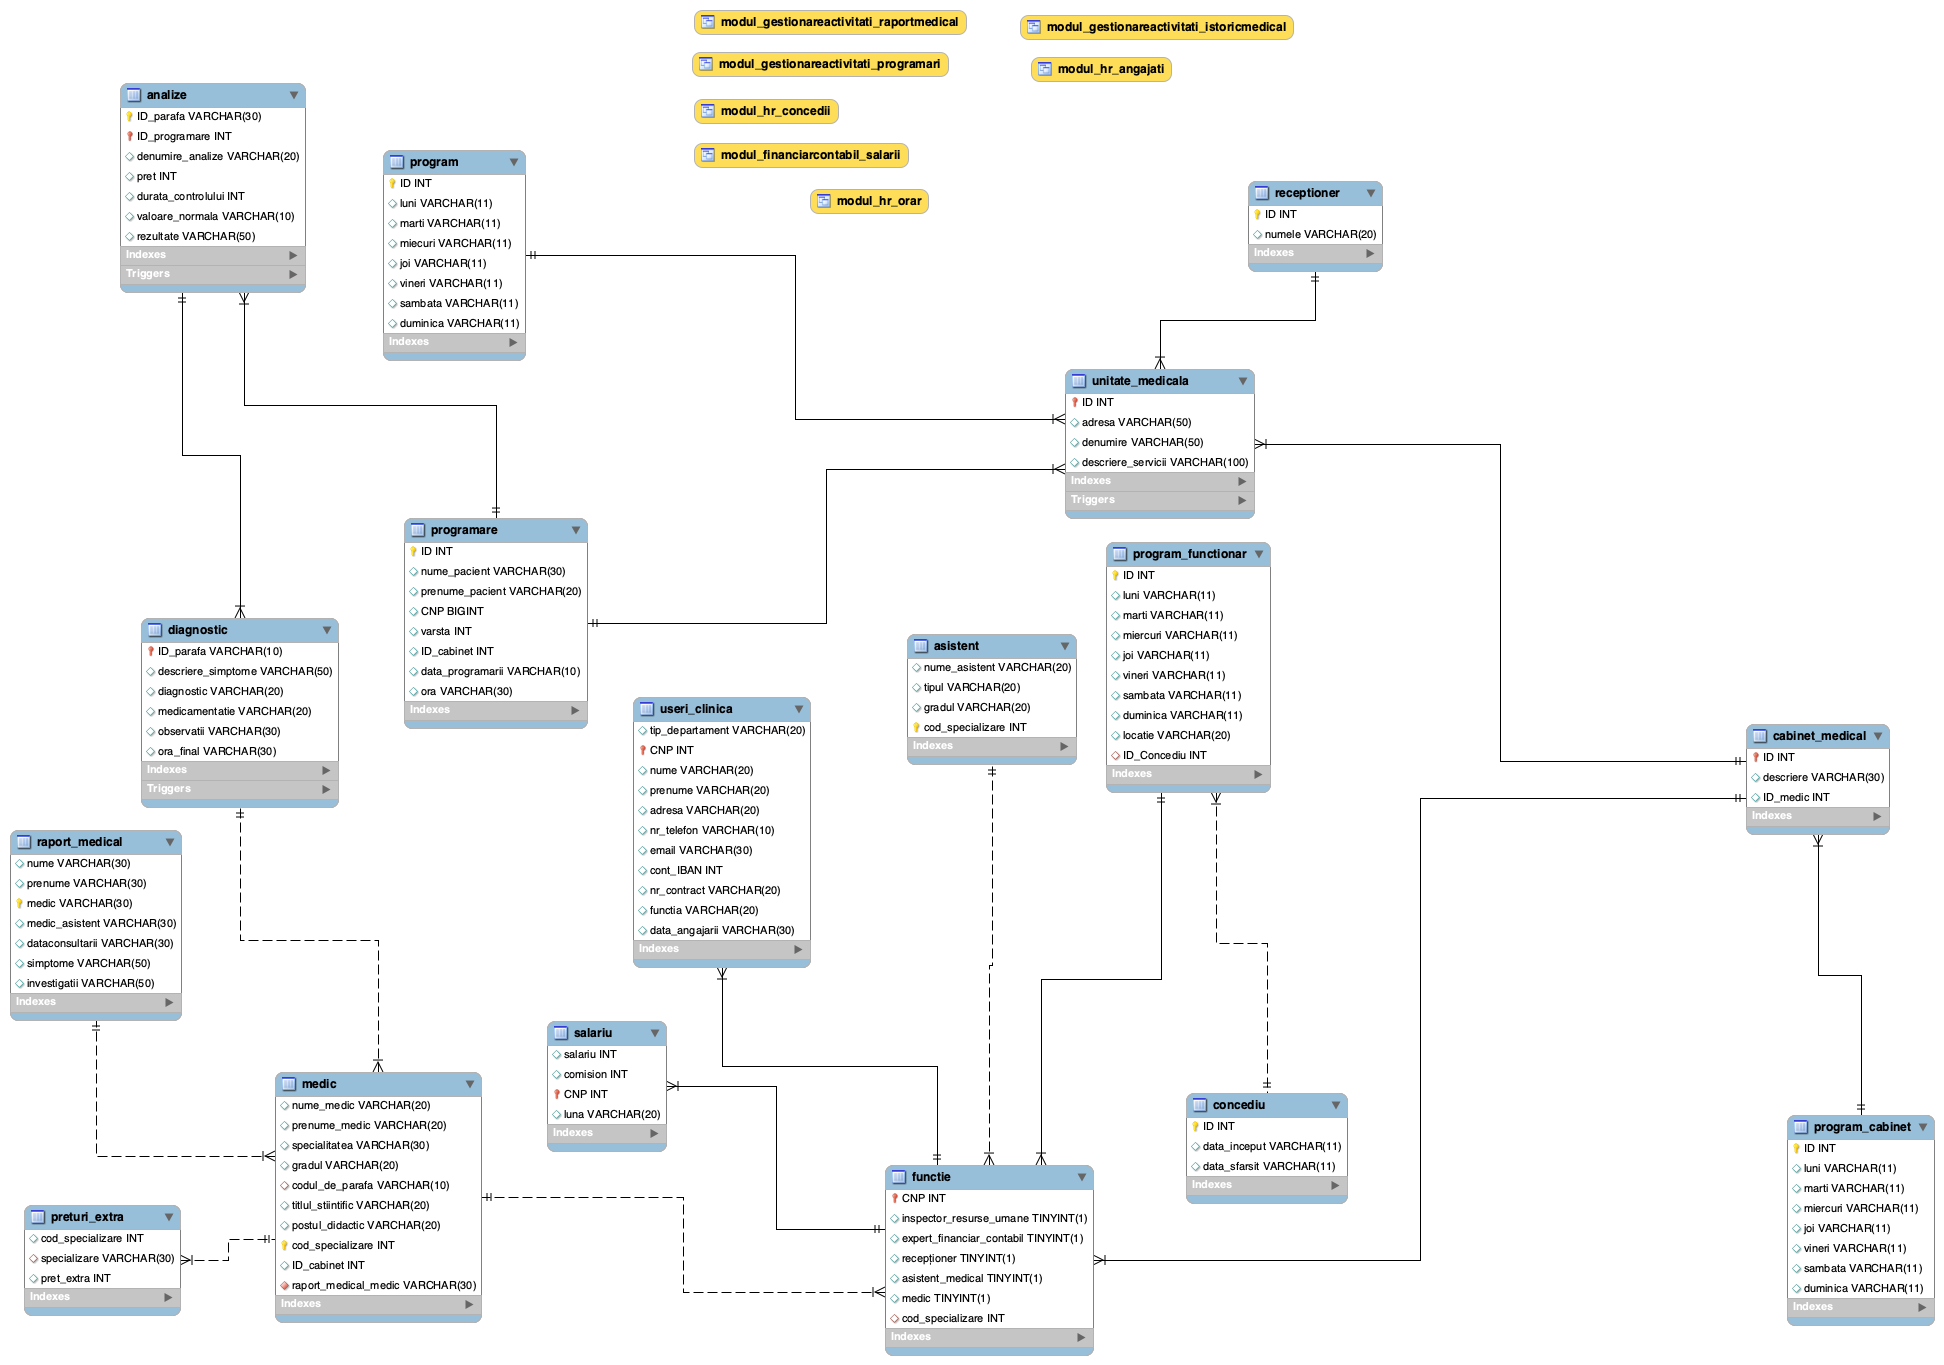 modul_gestionareactivitati_raportmedical
modul_gestionareactivitati_istoricmedical
modul_gestionareactivitati_programari
modul_hr_angajati
modul_hr_concedii
modul_financiarcontabil_salarii
modul_hr_orar
analize
ID_parafa VARCHAR(30)
ID_programare INT
denumire_analize VARCHAR(20)
pret INT
durata_controlului INT
valoare_normala VARCHAR(10)
rezultate VARCHAR(50)
Indexes
Triggers
program
ID INT
luni VARCHAR(11)
marti VARCHAR(11)
miecuri VARCHAR(11)
joi VARCHAR(11)
vineri VARCHAR(11)
sambata VARCHAR(11)
duminica VARCHAR(11)
Indexes
receptioner
ID INT
numele VARCHAR(20)
Indexes
unitate_medicala
ID INT
adresa VARCHAR(50)
denumire VARCHAR(50)
descriere_servicii VARCHAR(100)
Indexes
Triggers
programare
ID INT
nume_pacient VARCHAR(30)
prenume_pacient VARCHAR(20)
CNP BIGINT
varsta INT
ID_cabinet INT
data_programarii VARCHAR(10)
ora VARCHAR(30)
Indexes
program_functionar
ID INT
luni VARCHAR(11)
marti VARCHAR(11)
miercuri VARCHAR(11)
joi VARCHAR(11)
vineri VARCHAR(11)
sambata VARCHAR(11)
duminica VARCHAR(11)
locatie VARCHAR(20)
ID_Concediu INT
Indexes
diagnostic
ID_parafa VARCHAR(10)
descriere_simptome VARCHAR(50)
diagnostic VARCHAR(20)
medicamentatie VARCHAR(20)
observatii VARCHAR(30)
ora_final VARCHAR(30)
Indexes
Triggers
asistent
nume_asistent VARCHAR(20)
tipul VARCHAR(20)
gradul VARCHAR(20)
cod_specializare INT
Indexes
useri_clinica
tip_departament VARCHAR(20)
CNP INT
nume VARCHAR(20)
prenume VARCHAR(20)
adresa VARCHAR(20)
nr_telefon VARCHAR(10)
email VARCHAR(30)
cont_IBAN INT
nr_contract VARCHAR(20)
functia VARCHAR(20)
data_angajarii VARCHAR(30)
Indexes
cabinet_medical
ID INT
descriere VARCHAR(30)
ID_medic INT
Indexes
raport_medical
nume VARCHAR(30)
prenume VARCHAR(30)
medic VARCHAR(30)
medic_asistent VARCHAR(30)
dataconsultarii VARCHAR(30)
simptome VARCHAR(50)
investigatii VARCHAR(50)
Indexes
salariu
salariu INT
comision INT
CNP INT
luna VARCHAR(20)
Indexes
medic
nume_medic VARCHAR(20)
prenume_medic VARCHAR(20)
specialitatea VARCHAR(30)
gradul VARCHAR(20)
codul_de_parafa VARCHAR(10)
titlul_stiintific VARCHAR(20)
postul_didactic VARCHAR(20)
cod_specializare INT
ID_cabinet INT
raport_medical_medic VARCHAR(30)
Indexes
concediu
ID INT
data_inceput VARCHAR(11)
data_sfarsit VARCHAR(11)
Indexes
program_cabinet
ID INT
luni VARCHAR(11)
marti VARCHAR(11)
miercuri VARCHAR(11)
joi VARCHAR(11)
vineri VARCHAR(11)
sambata VARCHAR(11)
duminica VARCHAR(11)
Indexes
functie
CNP INT
inspector_resurse_umane TINYINT(1)
expert_financiar_contabil TINYINT(1)
recepționer TINYINT(1)
asistent_medical TINYINT(1)
medic TINYINT(1)
cod_specializare INT
Indexes
preturi_extra
cod_specializare INT
specializare VARCHAR(30)
pret_extra INT
Indexes